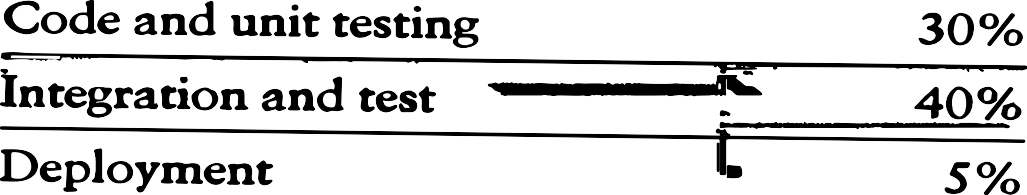 Code and unit testing 30%
Integration and test 40%
Deployment 5%